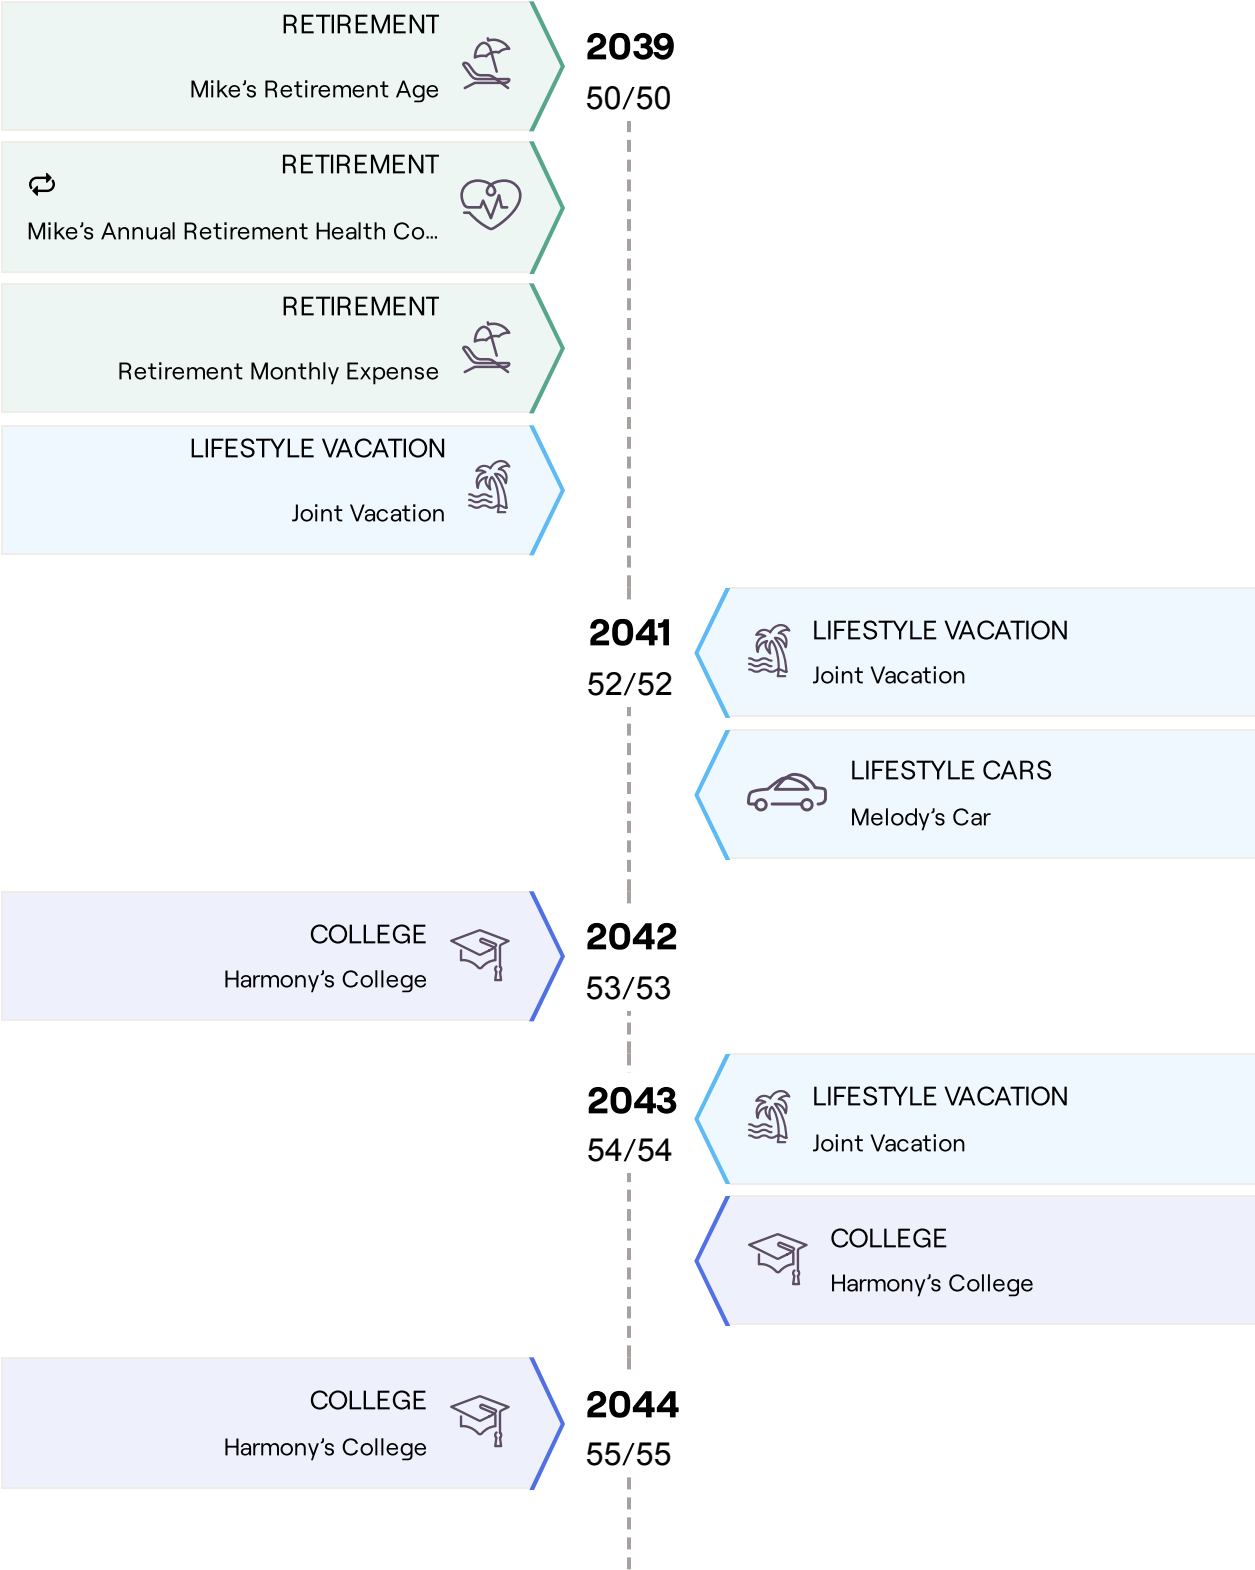 RETIREMENT
Mike’s Retirement Age
2039
50/50
RETIREMENT
Mike’s Annual Retirement Health Co...
RETIREMENT
Retirement Monthly Expense
LIFESTYLE VACATION
Joint Vacation
2041
52/52
LIFESTYLE VACATION
Joint Vacation
LIFESTYLE CARS
Melody’s Car
COLLEGE
Harmony’s College
2042
53/53
2043
54/54
LIFESTYLE VACATION
Joint Vacation
COLLEGE
Harmony’s College
COLLEGE
Harmony’s College
2044
55/55